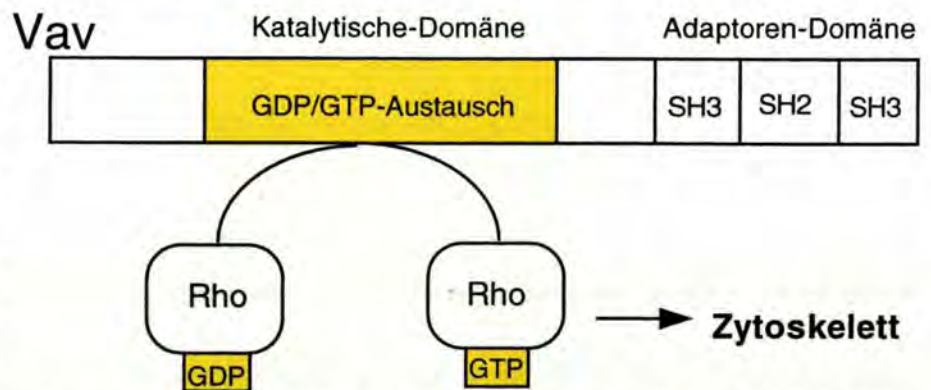 Vav
Katalytische-Domäne
Adaptoren-Domäne
GDP/GTP-Austausch
SH3
SH2
SH3
Rho
Rho
Zytoskelett
GDP
GTP